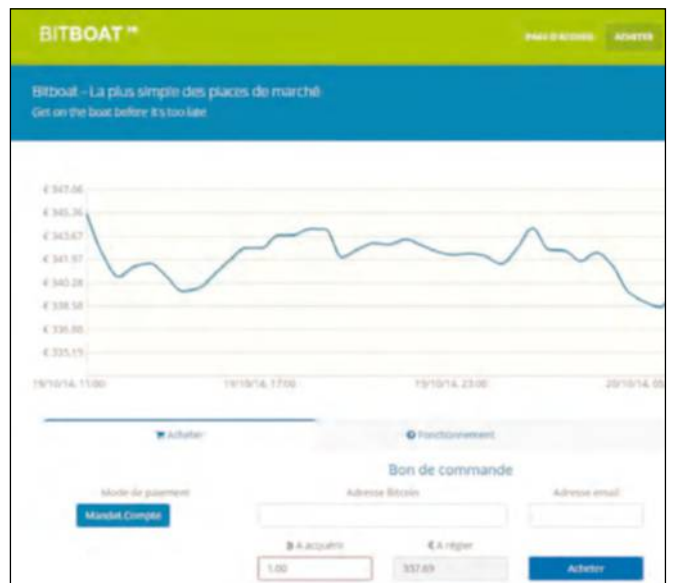 BITBOAT
PAGE D'ACCUEIL ACHETER
Bitboat - La plus simple des places de marché
Get on the boat before it's too late
€ 347.06
€ 345.36
€ 343.67
€ 341.97
€ 340.28
€ 338.58
€ 336.88
€ 335.19
19/10/14, 11:00 19/10/14, 17:00 19/10/14, 23:00 20/10/14, 05
Acheter Fonctionnement
Bon de commande
Mode de paiement Adresse Bitcoin Adresse email
Mandat Compte
A acquérir € A régler
1.00 337.69 Acheter